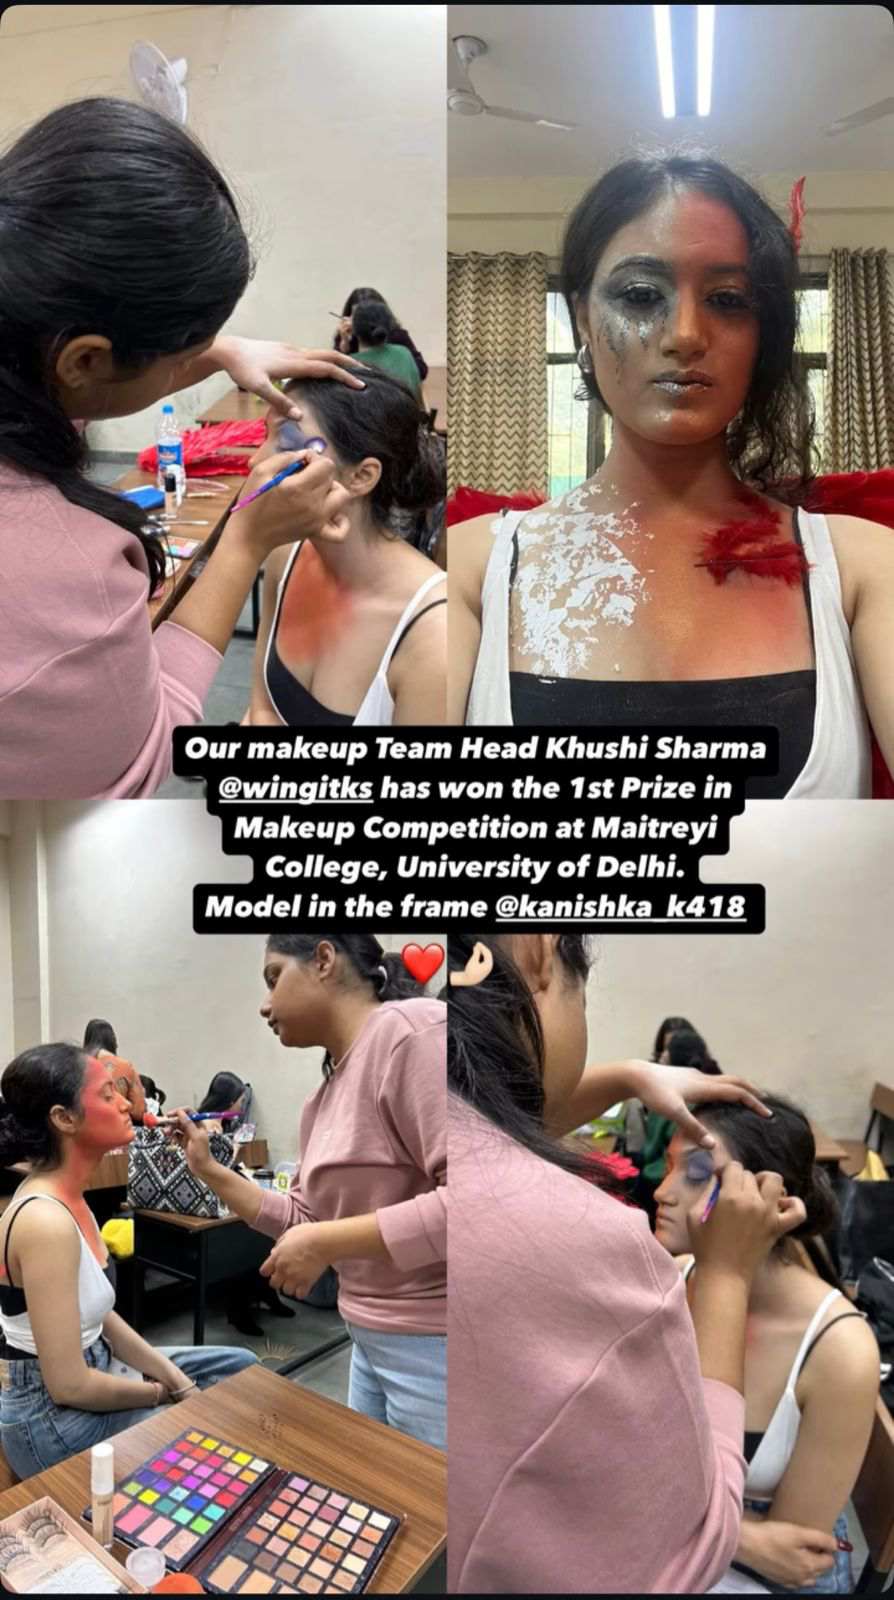 Our makeup Team Head Khushi Sharma
@wingitks has won the 1st Prize in
Makeup Competition at Maitreyi
College, University of Delhi.
Model in the frame @kanishka_k418